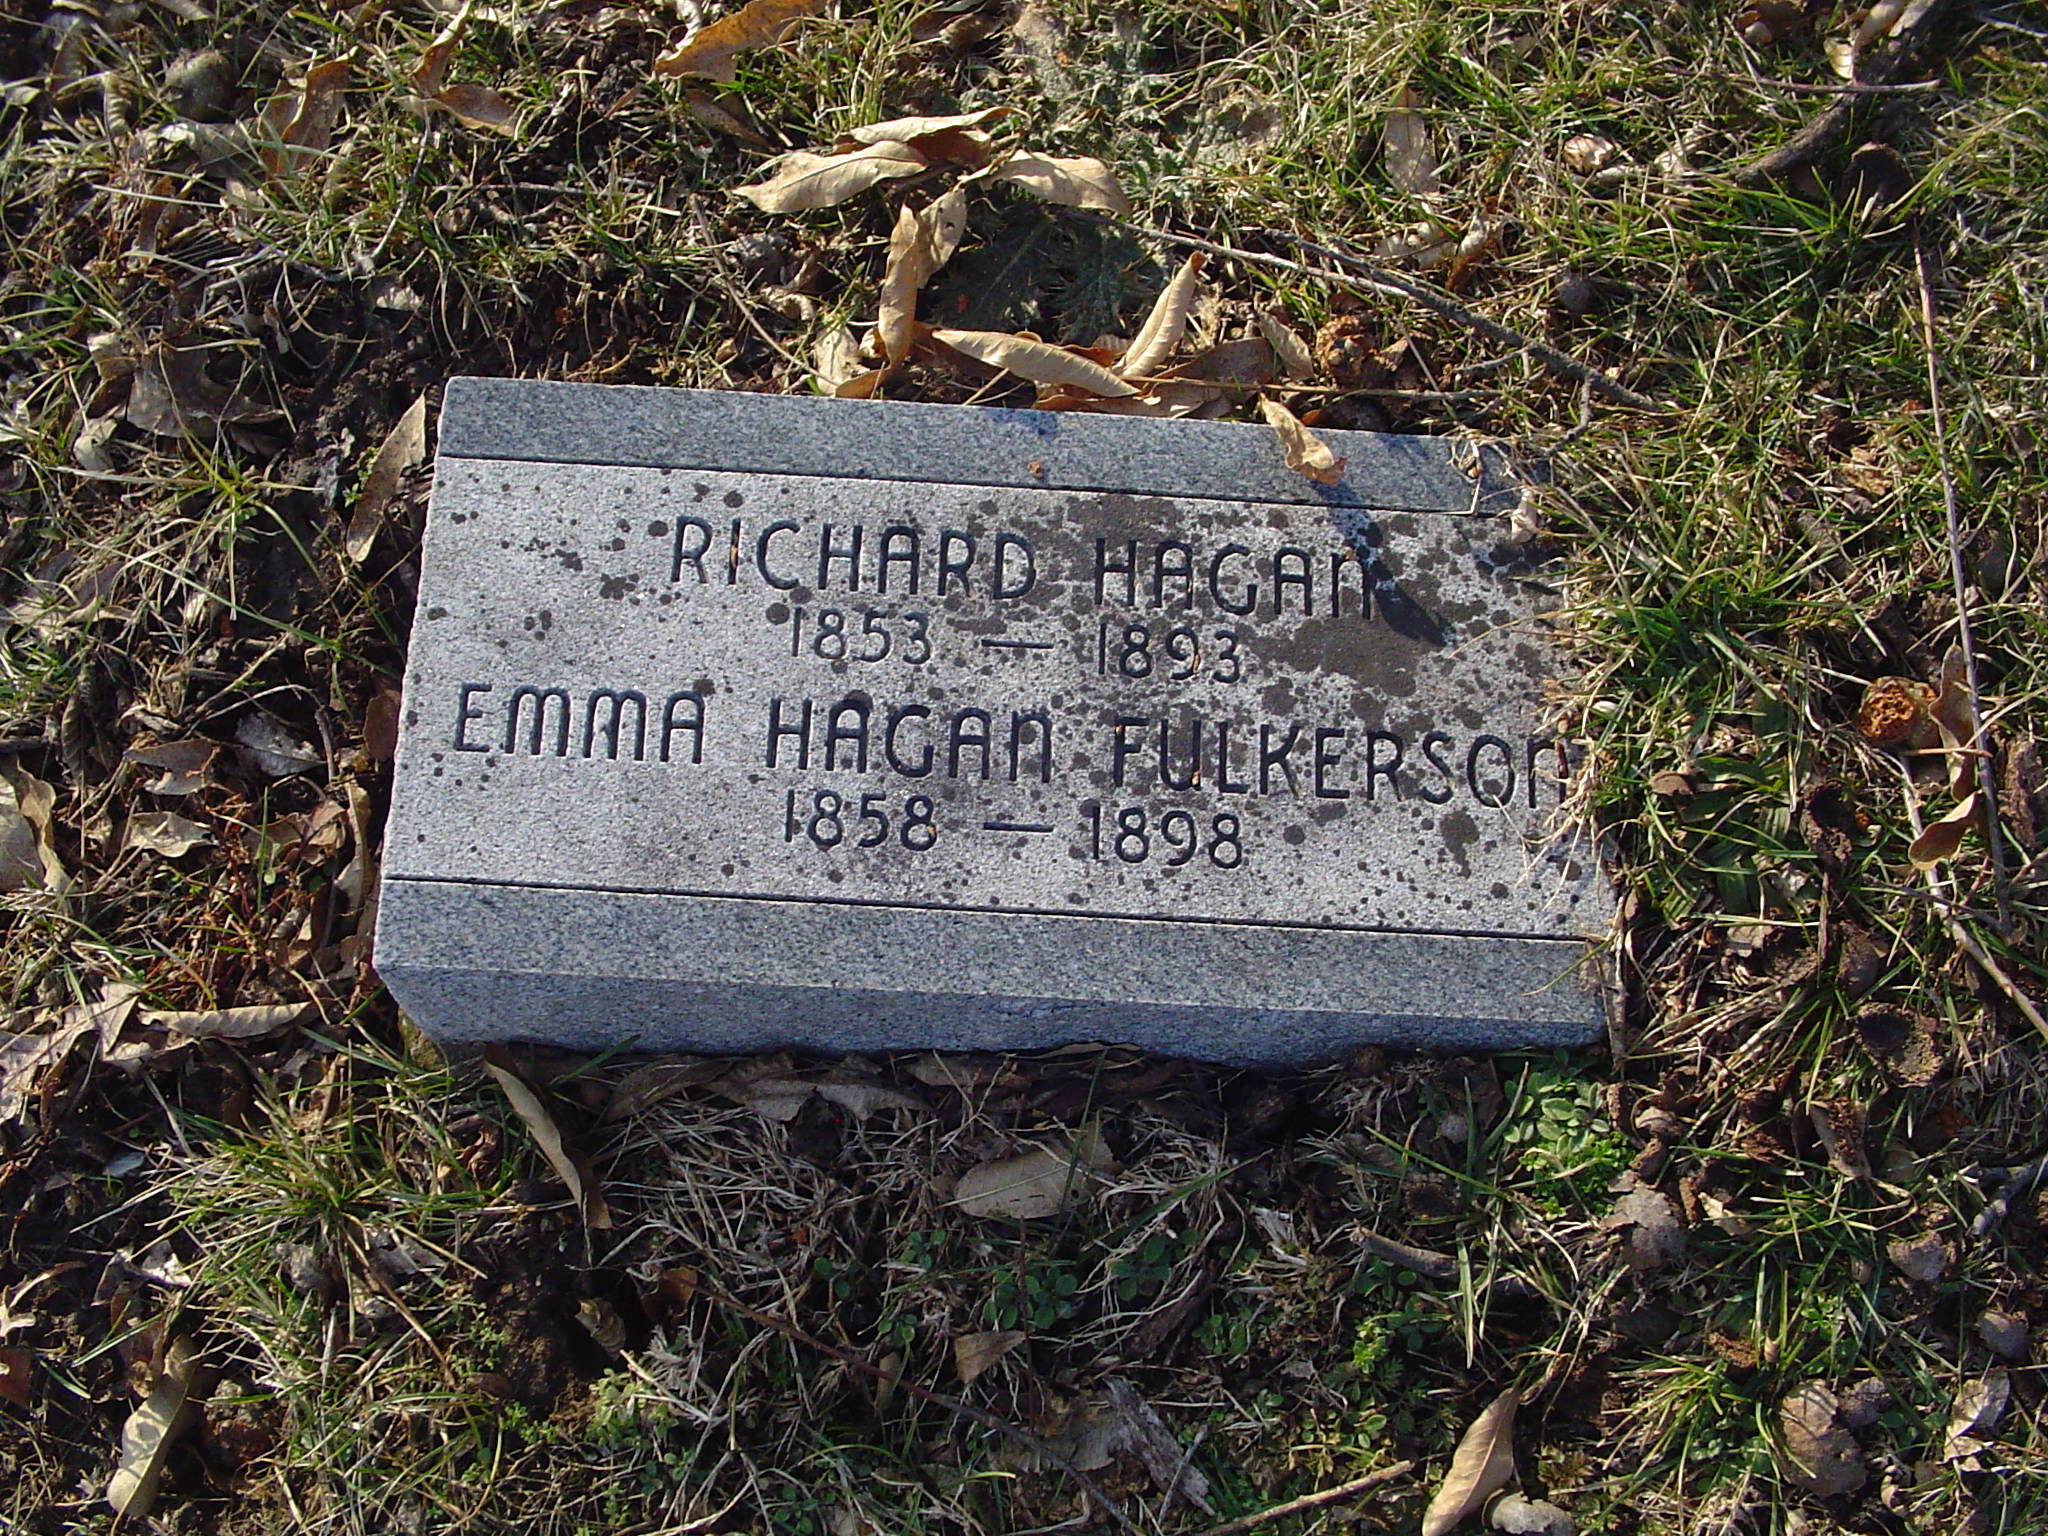 RICHARD HAGAN
1853 — 1893
EMMA HAGAN FULKERSON
1858 — 1898